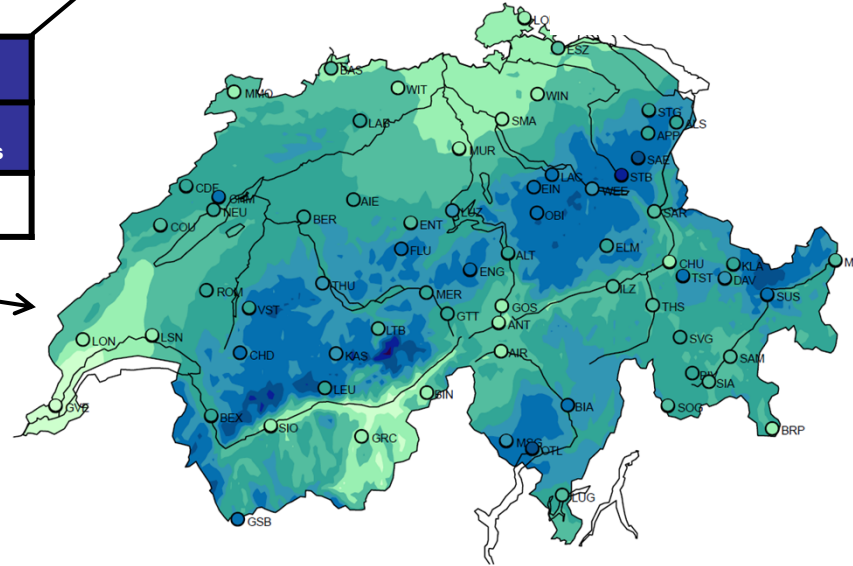 LO
ESZ
BAS
MMO
WIT
WIN
STG
LAB
SMA
ALS
APP
MUR
SAE
LAC
STB
EIN
WEE
CDF
NEU
AIE
COU
BER
ENT
LUZ
OBI
SAR
FLU
ELM
ALT
CHU
KLA
M
ENG
TST
DAV
ROM
THU
MER
ILZ
SUS
VST
GTT
GOS
THS
ANT
LTB
LON
LSN
SVG
CHD
KAS
AIR
SAM
SIA
LEU
BIN
GVE
BEX
BIA
SOG
SIO
GRC
BRP
MSG
OTL
LUG
GSB
s